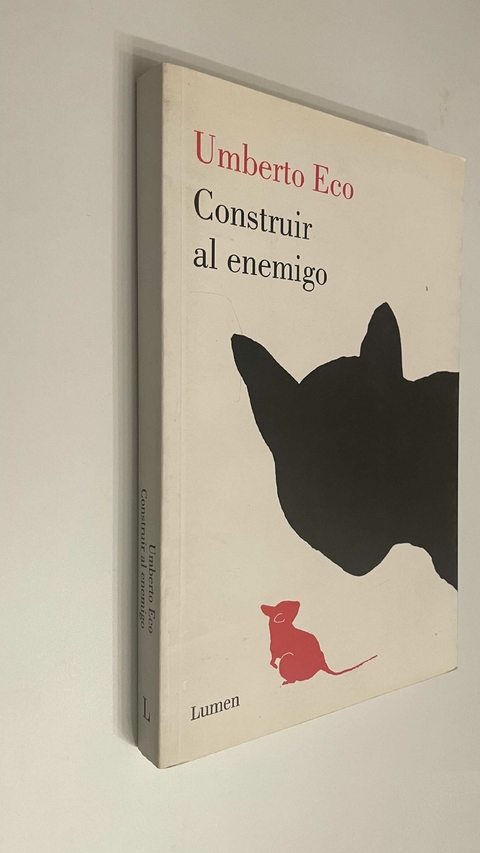 Umberto Eco
Construir
al enemigo
Lumen
Umberto Eco
Construir al enemigo
L